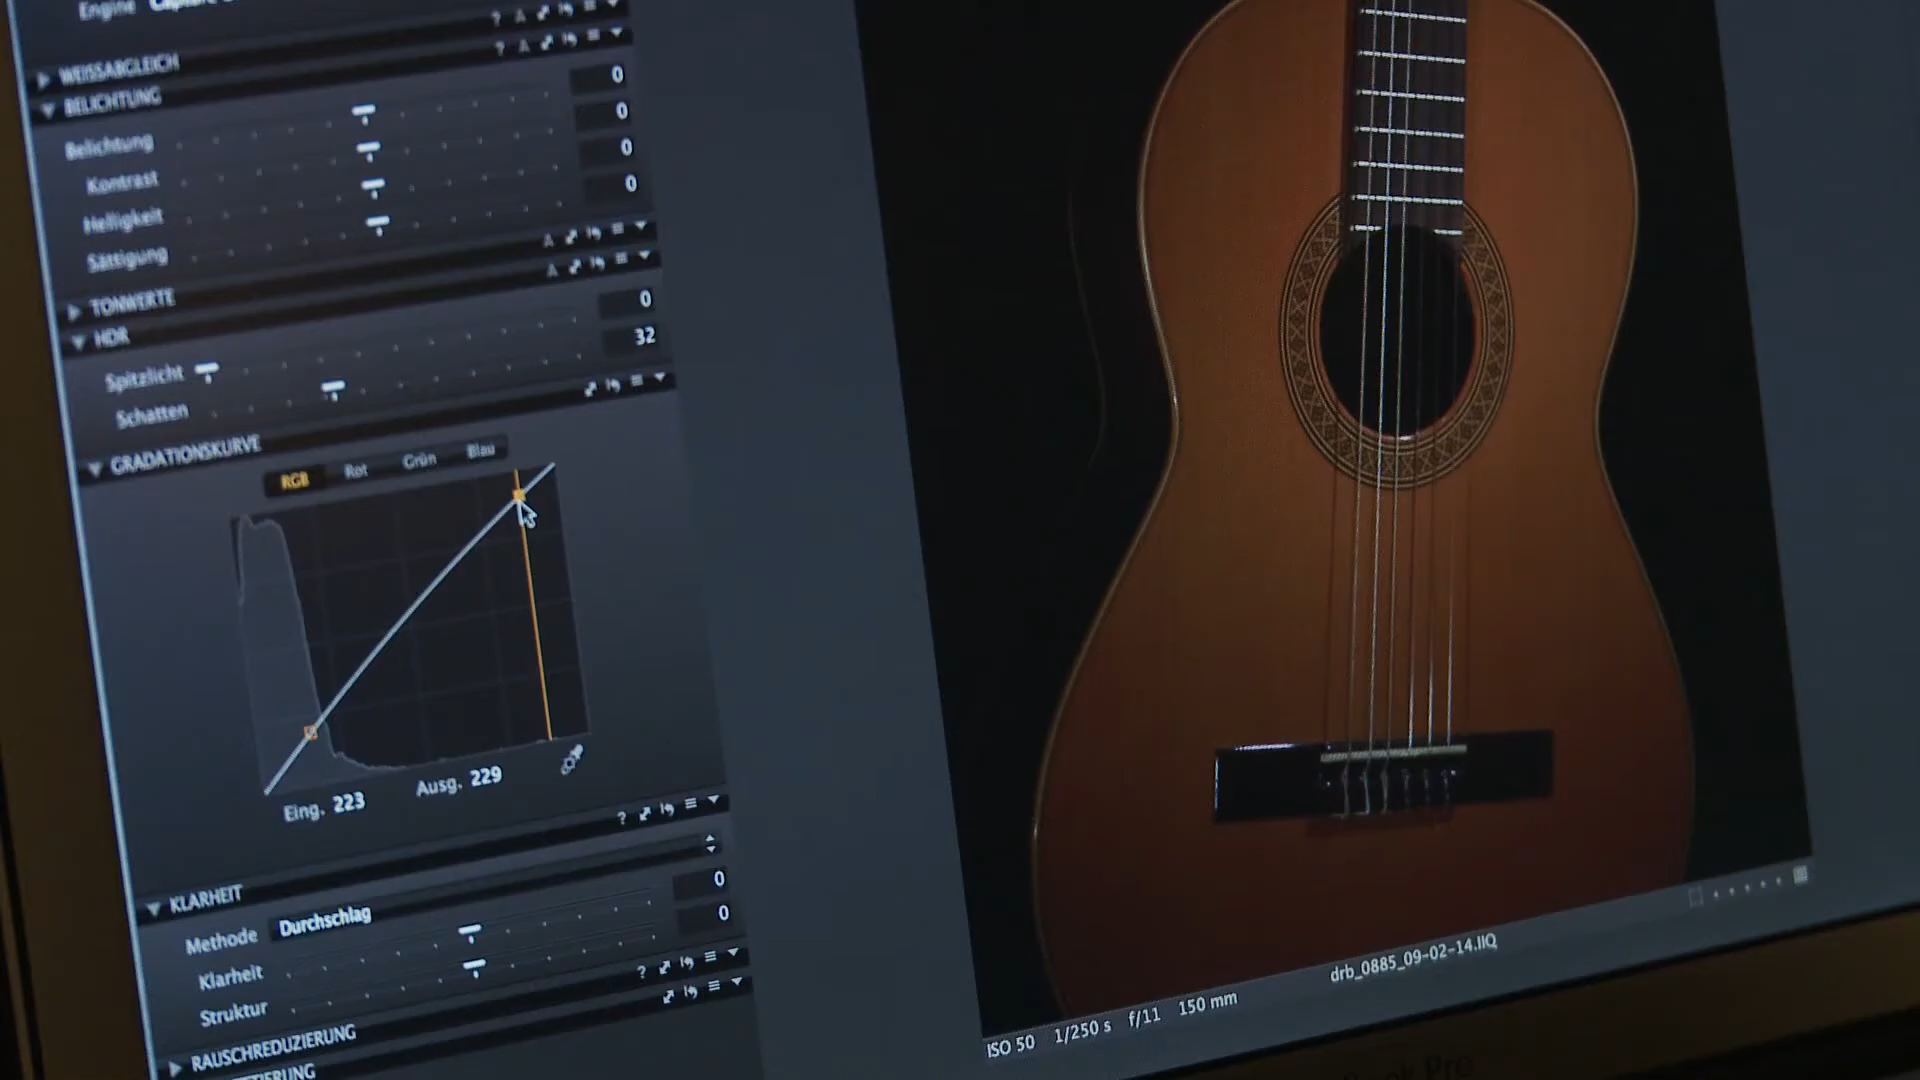 Engine Capture
WEISSABGLEICH
BELICHTUNG
Belichtung 0
Kontrast 0
Helligkeit 0
Sättigung 0
TONWERTE
HDR
Spitzlicht 0
Schatten 32
GRADATIONSKURVE
RGB Rot Grün Blau
Eing. 223 Ausg. 229
KLARHEIT
Methode Durchschlag
Klarheit 0
Struktur 0
RAUSCHREDUZIERUNG
ISO 50 1/250 s f/11 150 mm
drb_0885_09-02-14.IIQ
Pro